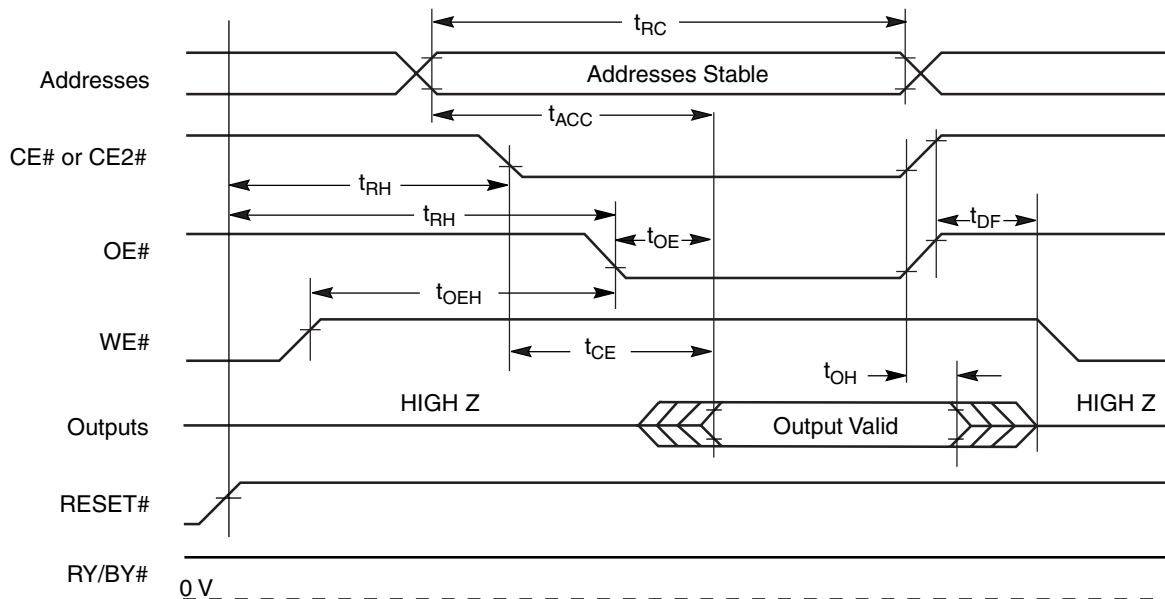 tRC
Addresses
Addresses Stable
tACC
CE# or CE2#
tRH
tRH
tOE
tDF
OE#
tOEH
WE#
tCE
tOH
HIGH Z
HIGH Z
Outputs
Output Valid
RESET#
RY/BY#
0 V